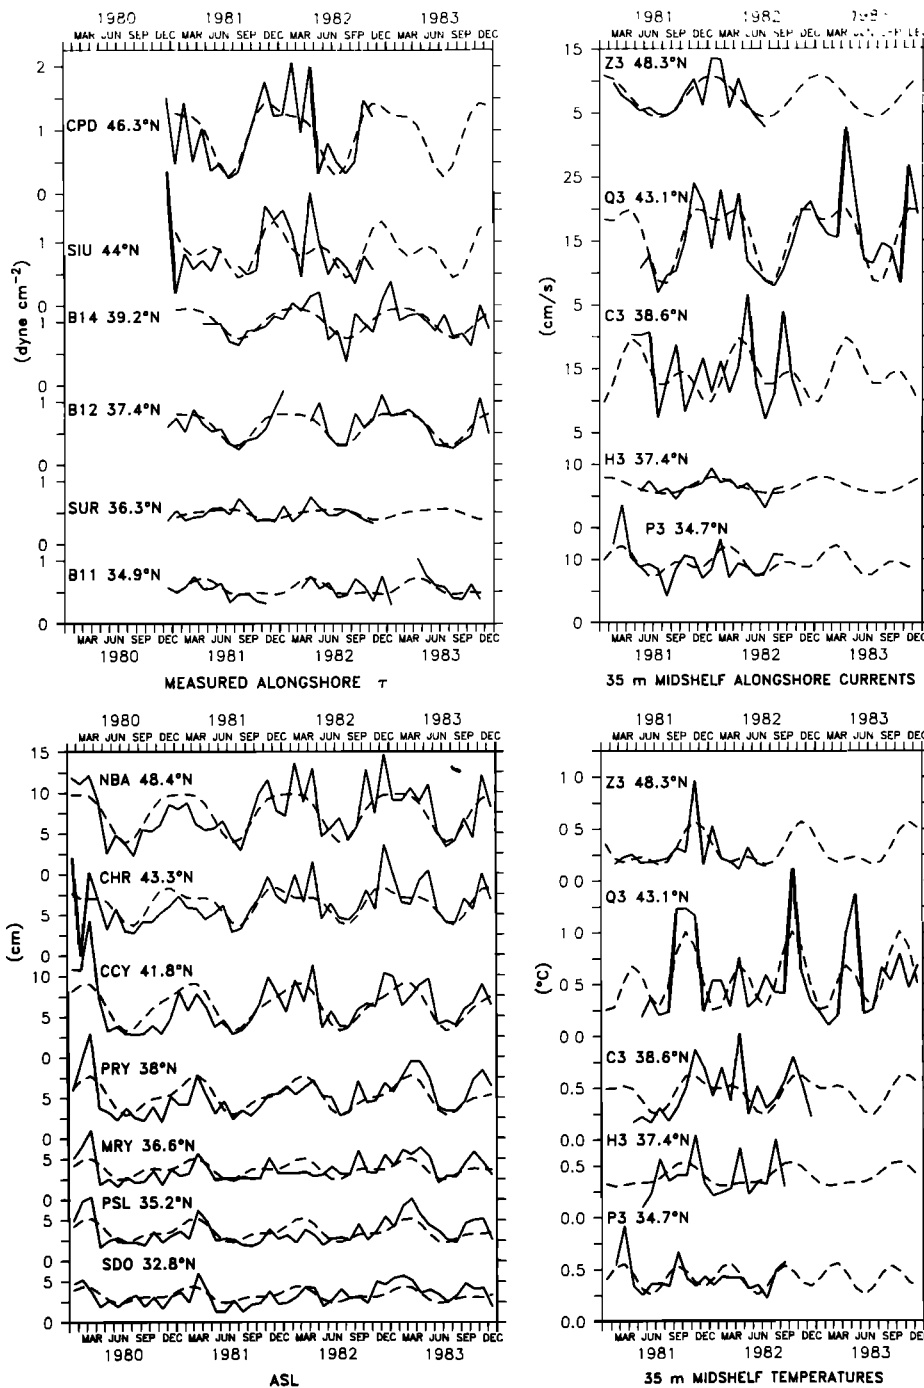 1980 1981 1982 1983
MAR JUN SEP DEC MAR JUN SEP DEC MAR JUN SEP DEC MAR JUN SEP DEC
2
CPD 46.3°N
1
0
SIU 44°N
1
0
B14 39.2°N
1
0
B12 37.4°N
1
0
1
SUR 36.3°N
0
1
B11 34.9°N
0
(dyne cm⁻²)
MAR JUN SEP DEC MAR JUN SEP DEC MAR JUN SEP DEC MAR JUN SEP DEC
1980 1981 1982 1983
MEASURED ALONGSHORE τ
1981 1982
MAR JUN SEP DEC MAR JUN SEP DEC MAR JUN
15
Z3 48.3°N
5
25
Q3 43.1°N
15
5
C3 38.6°N
15
5
H3 37.4°N
10
0
P3 34.7°N
10
0
(cm/s)
MAR JUN SEP DEC MAR JUN SEP DEC MAR JUN SEP DEC
1981 1982 1983
35 m MIDSHELF ALONGSHORE CURRENTS
1980 1981 1982 1983
MAR JUN SEP DEC MAR JUN SEP DEC MAR JUN SEP DEC MAR JUN SEP DEC
15
NBA 48.4°N
10
5
0
CHR 43.3°N
5
0
CCY 41.8°N
10
5
0
PRY 38°N
5
0
MRY 36.6°N
5
0
PSL 35.2°N
5
0
SDO 32.8°N
5
0
(cm)
MAR JUN SEP DEC MAR JUN SEP DEC MAR JUN SEP DEC MAR JUN SEP DEC
1980 1981 1982 1983
ASL
1981 1982 1983
MAR JUN SEP DEC MAR JUN SEP DEC MAR JUN SEP DEC
1 0
Z3 48.3°N
0 5
0 0
Q3 43.1°N
1 0
0 5
0 0
C3 38.6°N
0.5
0.0
H3 37.4°N
0.5
0.0
P3 34.7°N
0.5
0.0
(°C)
MAR JUN SEP DEC MAR JUN SEP DEC MAR JUN SEP DEC
1981 1982 1983
35 m MIDSHELF TEMPERATURES